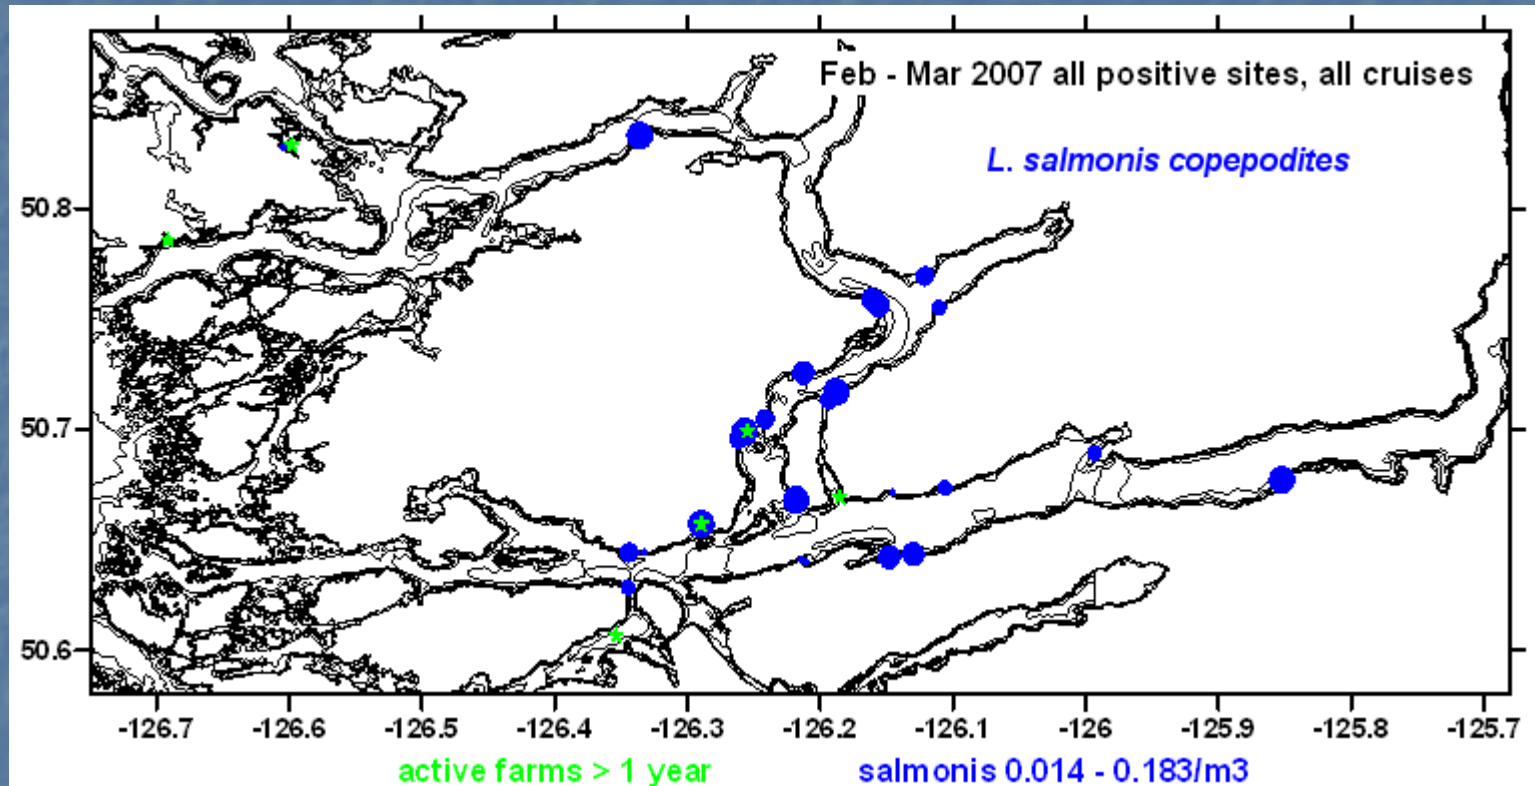 Feb - Mar 2007 all positive sites, all cruises
L. salmonis copepodites
50.8
50.7
50.6
-126.7 -126.6 -126.5 -126.4 -126.3 -126.2 -126.1 -126 -125.9 -125.8 -125.7
active farms > 1 year salmonis 0.014 - 0.183/m3